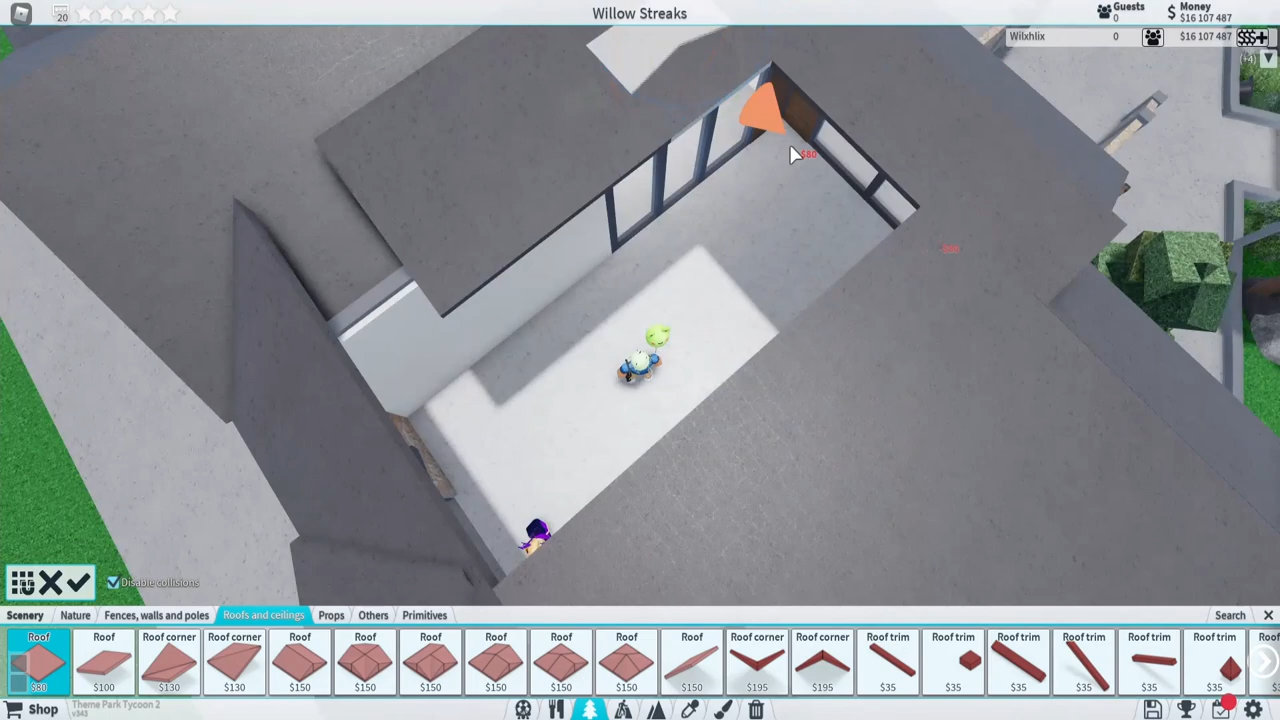 20
Willow Streaks
Guests
0
Money
$16 107 487
Wilxhlix 0 $16 107 487 $$$+
(+4)
$80
Disable collisions
Scenery Nature Fences, walls and poles Roofs and ceilings Props Others Primitives Search
Roof Roof Roof corner Roof corner Roof Roof Roof Roof Roof Roof Roof Roof corner Roof corner Roof trim Roof trim Roof trim Roof trim Roof trim Roof trim
$80 $100 $130 $130 $150 $150 $150 $150 $150 $150 $150 $195 $195 $35 $35 $35 $35 $35 $35
Shop
Theme Park Tycoon 2
v343